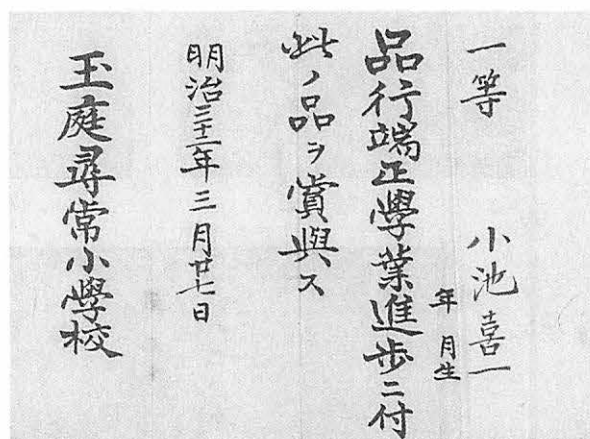 一等 小池喜一
年 月生
品行端正學業進歩ニ付
此ノ品ヲ賞與ス
明治三十三年三月廿七日
玉庭尋常小學校